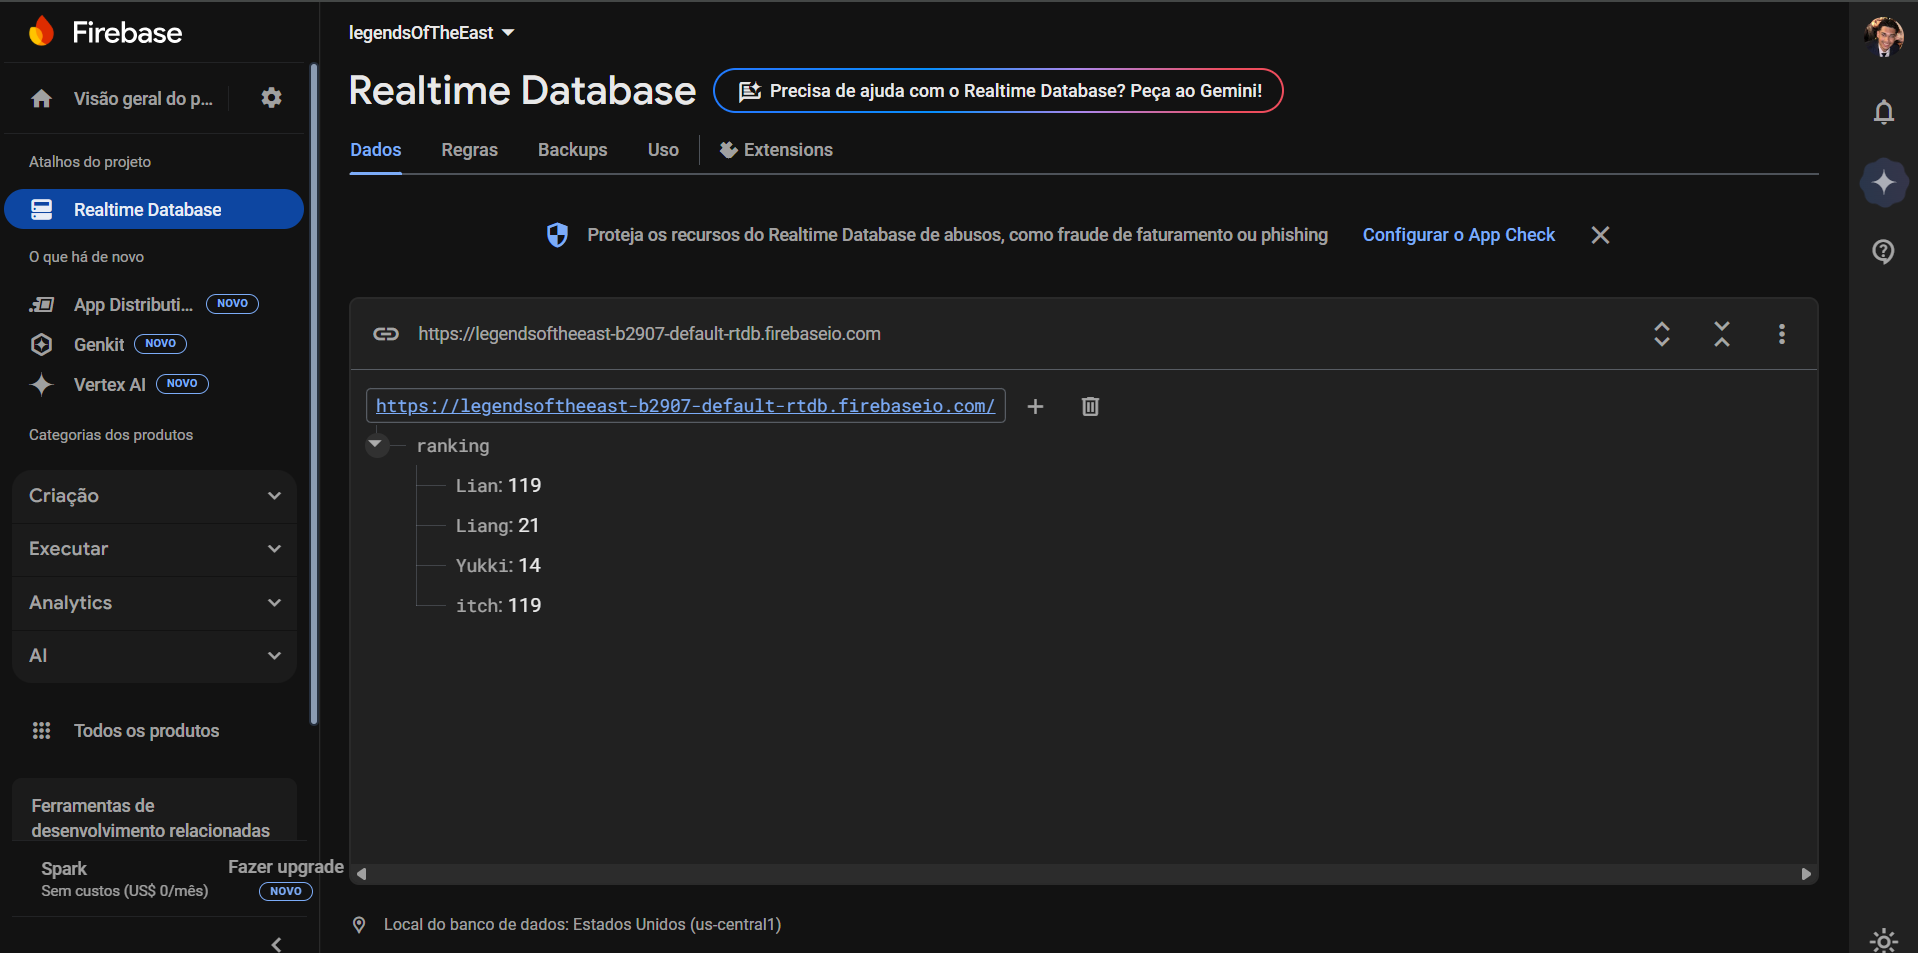 Firebase
Visão geral do p...
Atalhos do projeto
Realtime Database
O que há de novo
App Distributi... NOVO
Genkit NOVO
Vertex AI NOVO
Categorias dos produtos
Criação
Executar
Analytics
AI
Todos os produtos
Ferramentas de
desenvolvimento relacionadas
Spark
Sem custos (US$ 0/mês)
Fazer upgrade
NOVO
legendsOfTheEast
Realtime Database
Precisa de ajuda com o Realtime Database? Peça ao Gemini!
Dados Regras Backups Uso Extensions
Proteja os recursos do Realtime Database de abusos, como fraude de faturamento ou phishing Configurar o App Check
https://legendsoftheeast-b2907-default-rtdb.firebaseio.com
https://legendsoftheeast-b2907-default-rtdb.firebaseio.com/
ranking
Lian: 119
Liang: 21
Yukki: 14
itch: 119
Local do banco de dados: Estados Unidos (us-central1)